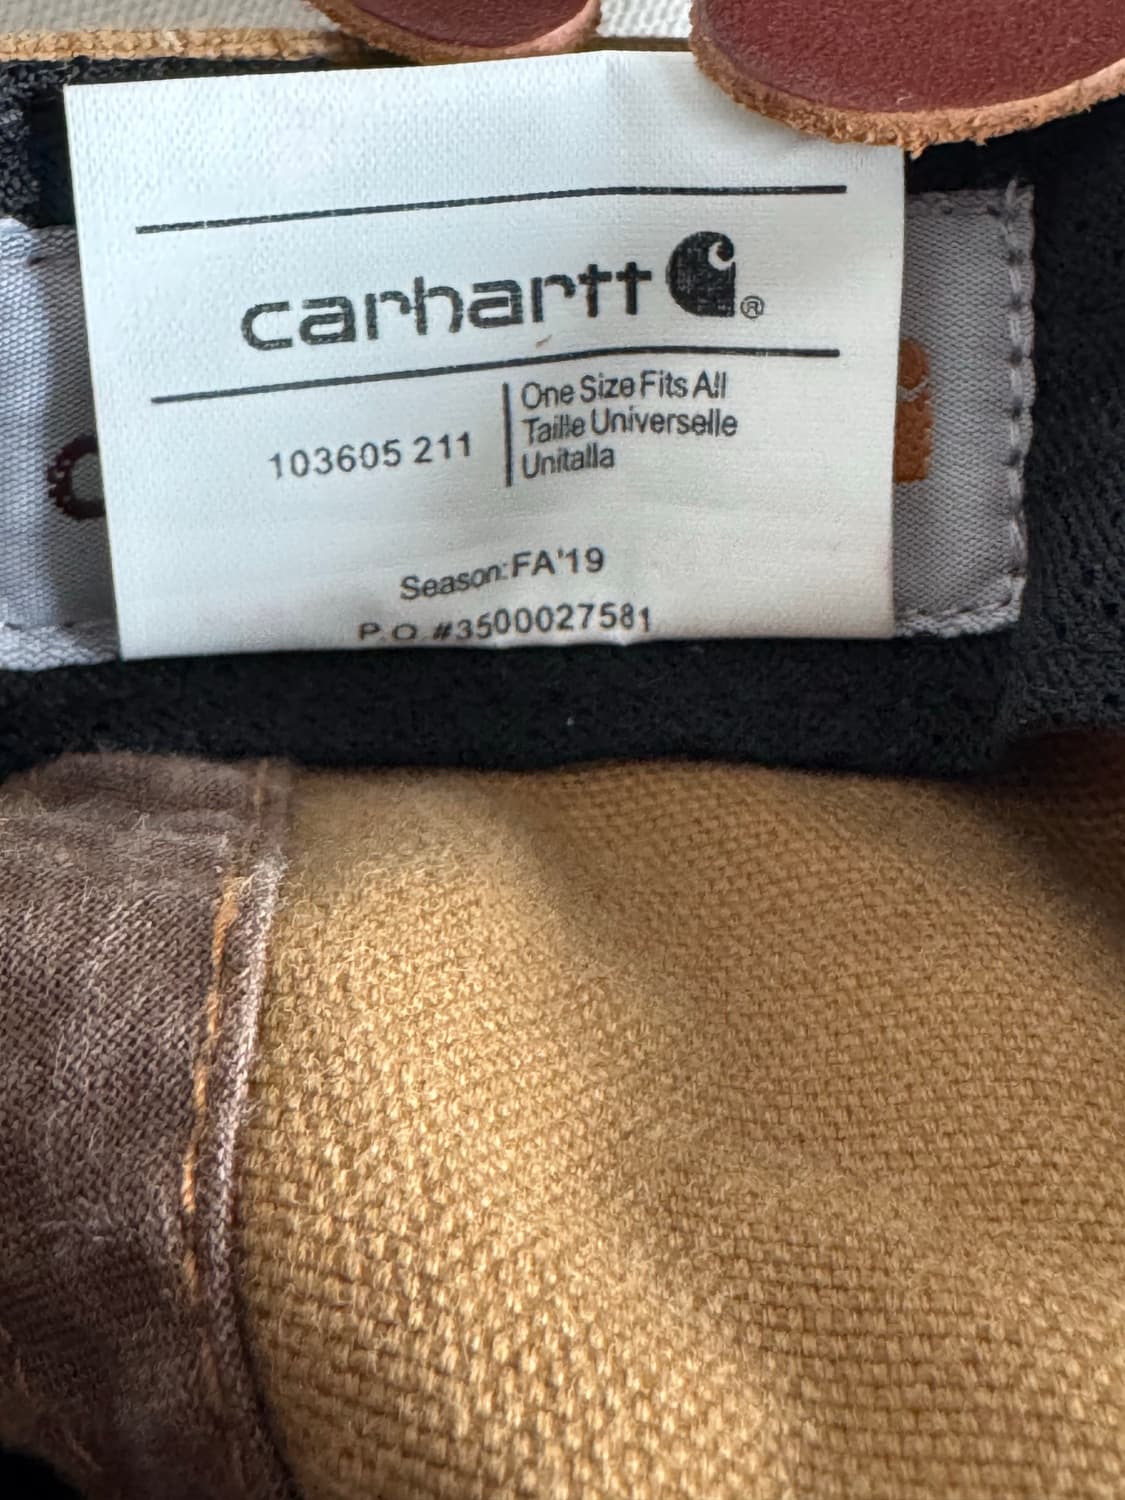 carhartt ®
103605 211
One Size Fits All
Taille Universelle
Unitalla
Season: FA'19
P.O #3500027581